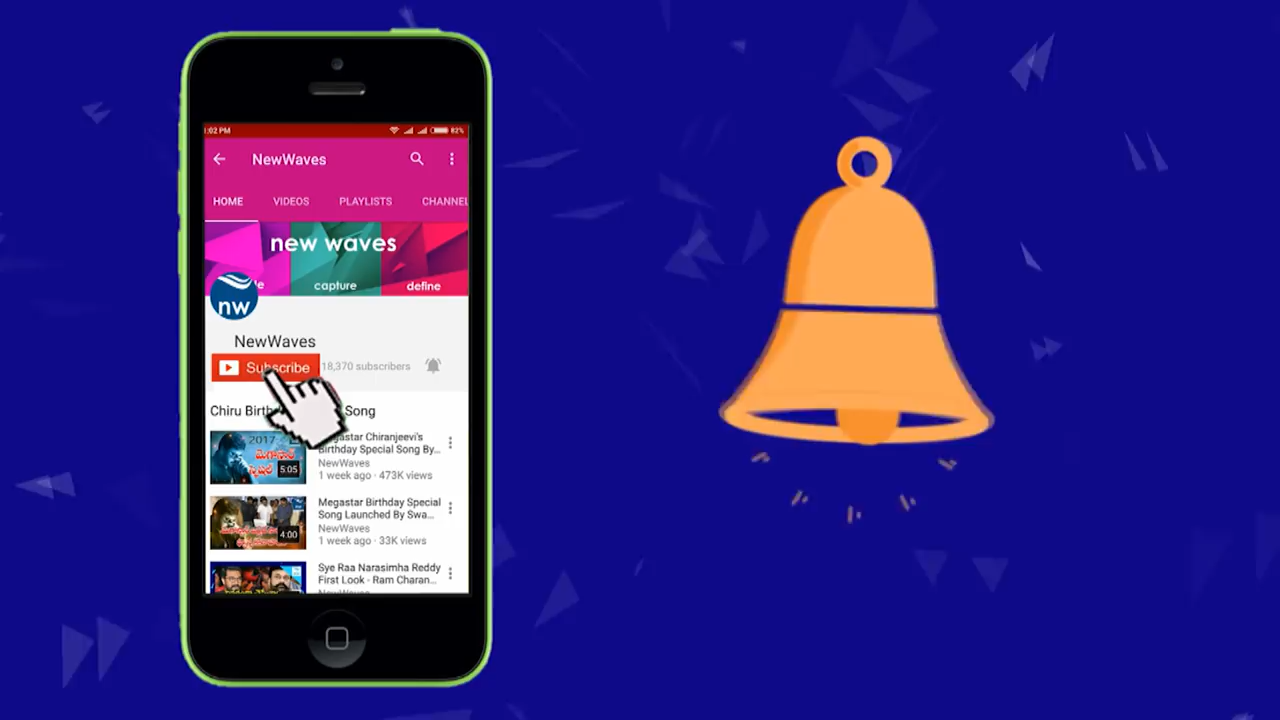 1:02 PM
82%
NewWaves
HOME VIDEOS PLAYLISTS CHANNEL
new waves
capture define
nw
NewWaves
Subscribe 18,370 subscribers
Chiru Birth Song
Megastar Chiranjeevi's
Birthday Special Song By...
NewWaves
1 week ago · 473K views
2017
మెగాస్టార్
స్పెషల్
5:05
Megastar Birthday Special
Song Launched By Swa...
NewWaves
1 week ago · 33K views
4:00
Sye Raa Narasimha Reddy
First Look - Ram Charan...